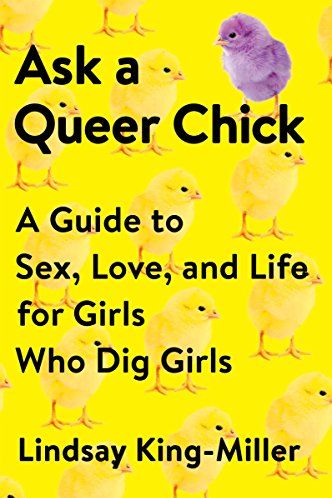 Ask a
Queer Chick
A Guide to
Sex, Love, and Life
for Girls
Who Dig Girls
Lindsay King-Miller